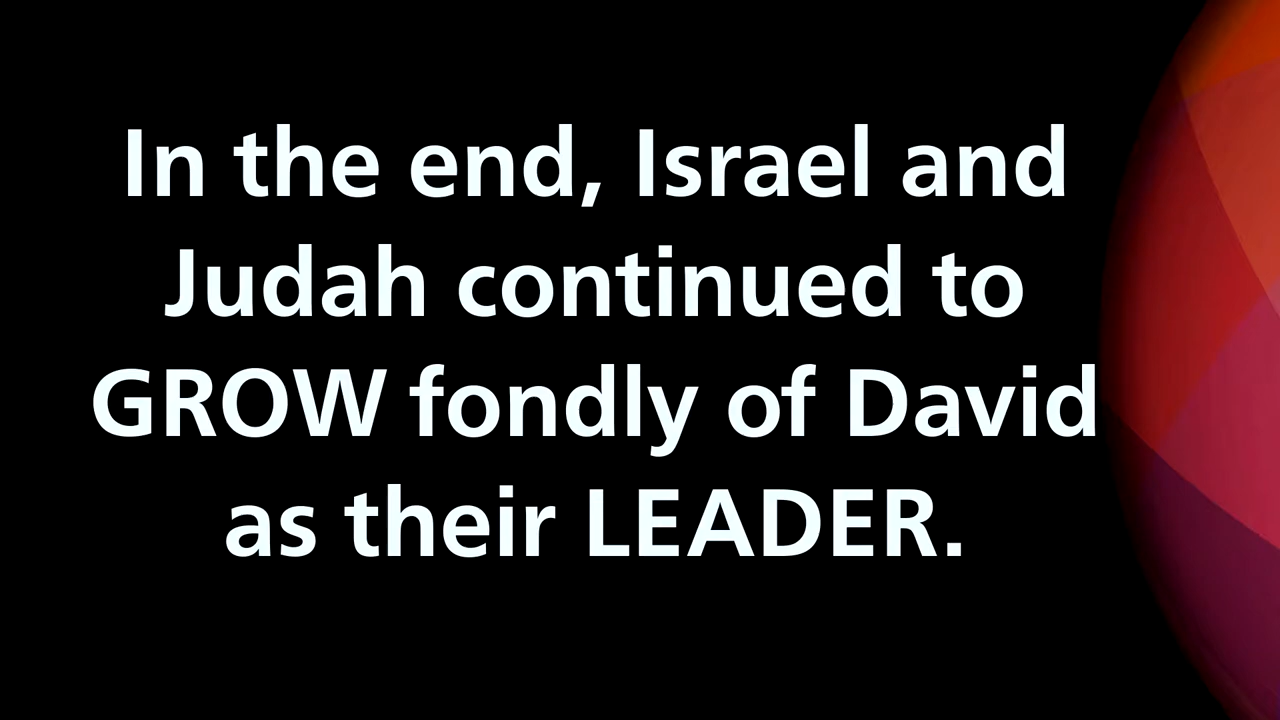 In the end, Israel and
Judah continued to
GROW fondly of David
as their LEADER.